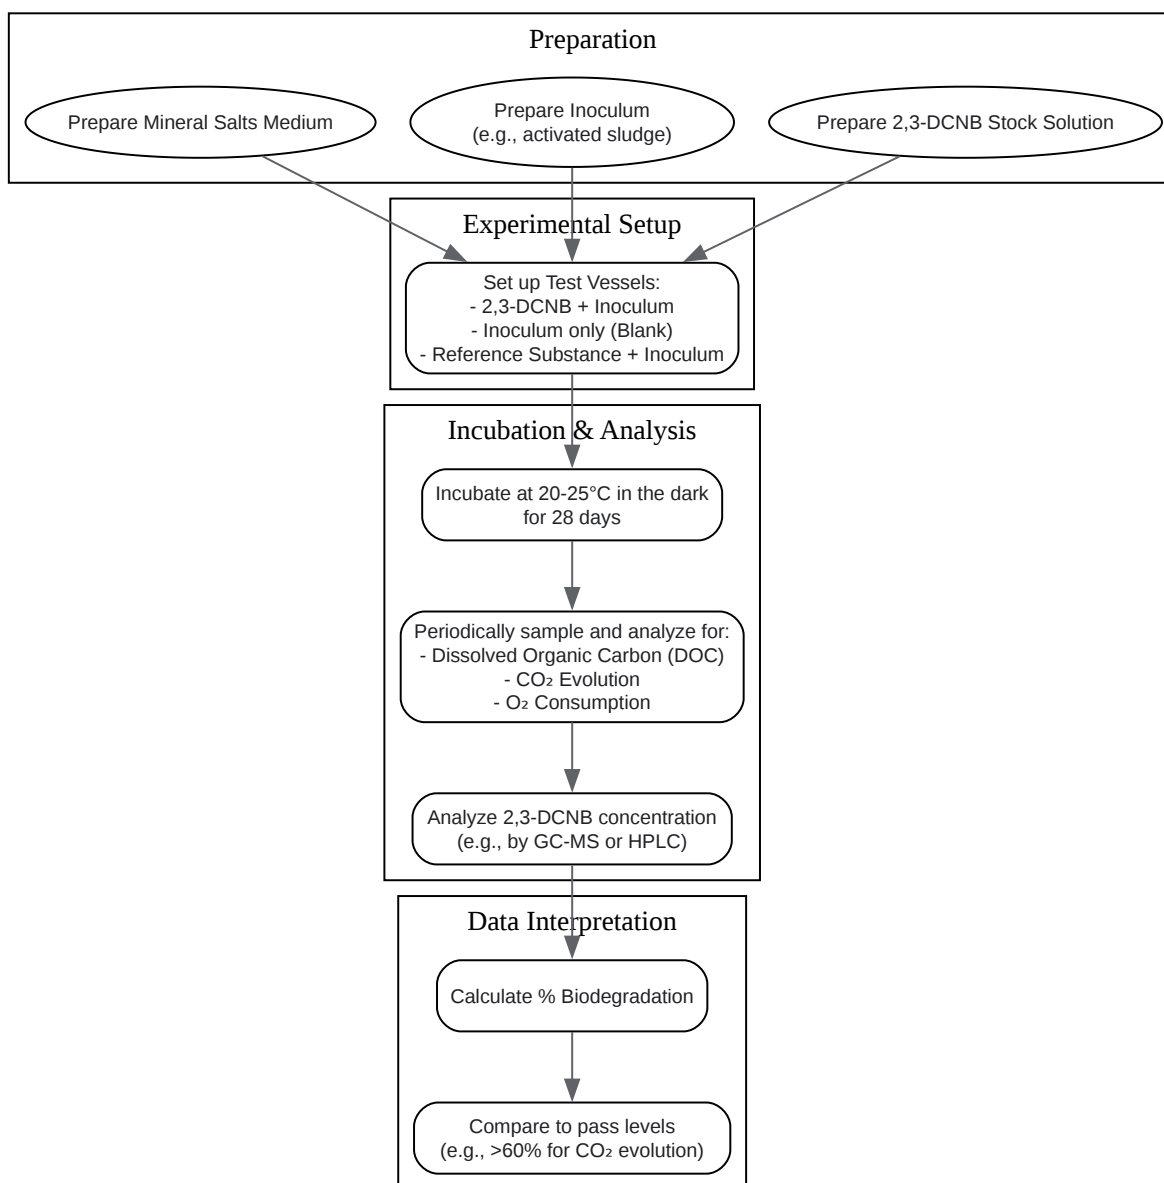 Preparation
Prepare Mineral Salts Medium
Prepare Inoculum
(e.g., activated sludge)
Prepare 2,3-DCNB Stock Solution
Experimental Setup
Set up Test Vessels:
- 2,3-DCNB + Inoculum
- Inoculum only (Blank)
- Reference Substance + Inoculum
Incubation & Analysis
Incubate at 20-25°C in the dark
for 28 days
Periodically sample and analyze for:
- Dissolved Organic Carbon (DOC)
- CO₂ Evolution
- O₂ Consumption
Analyze 2,3-DCNB concentration
(e.g., by GC-MS or HPLC)
Data Interpretation
Calculate % Biodegradation
Compare to pass levels
(e.g., >60% for CO₂ evolution)